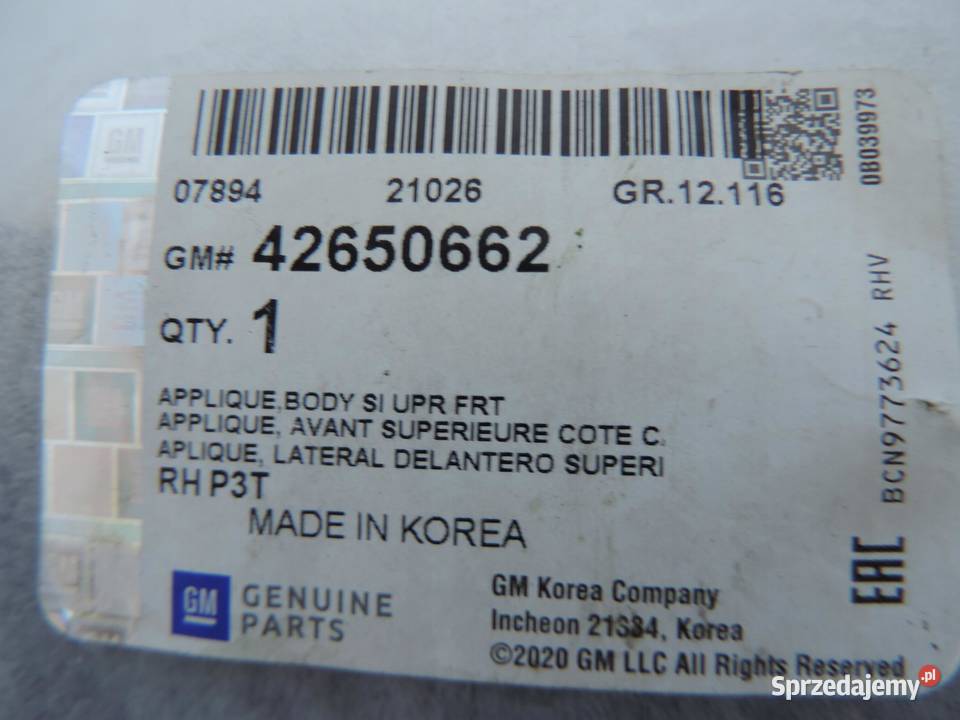 07894 21026 GR.12.116
GM# 42650662
QTY. 1
APPLIQUE,BODY SI UPR FRT
APPLIQUE, AVANT SUPERIEURE COTE C.
APLIQUE, LATERAL DELANTERO SUPERI
RH P3T
MADE IN KOREA
GM GENUINE
PARTS
GM Korea Company
Incheon 21334, Korea
©2020 GM LLC All Rights Reserved
0B039973
BCN9773624 RHV
EAC
GM
Sprzedajemy.pl